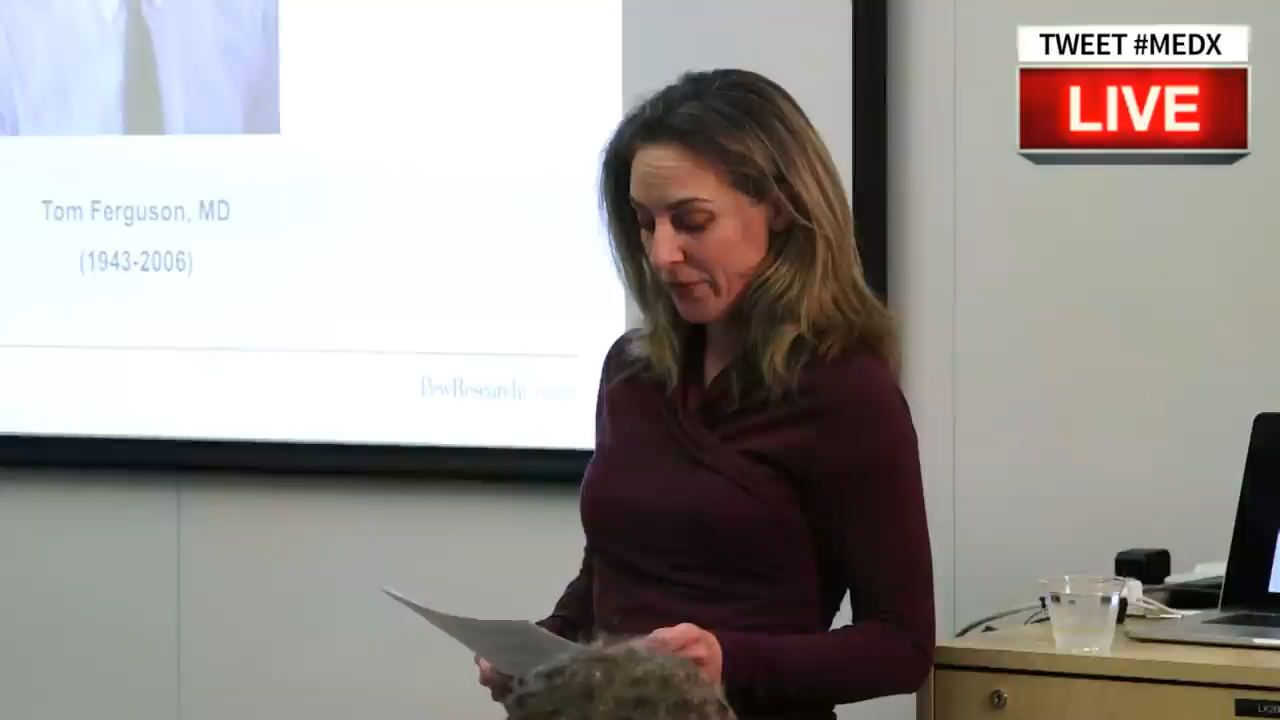 TWEET #MEDX
LIVE
Tom Ferguson, MD
(1943-2006)
PewResearch